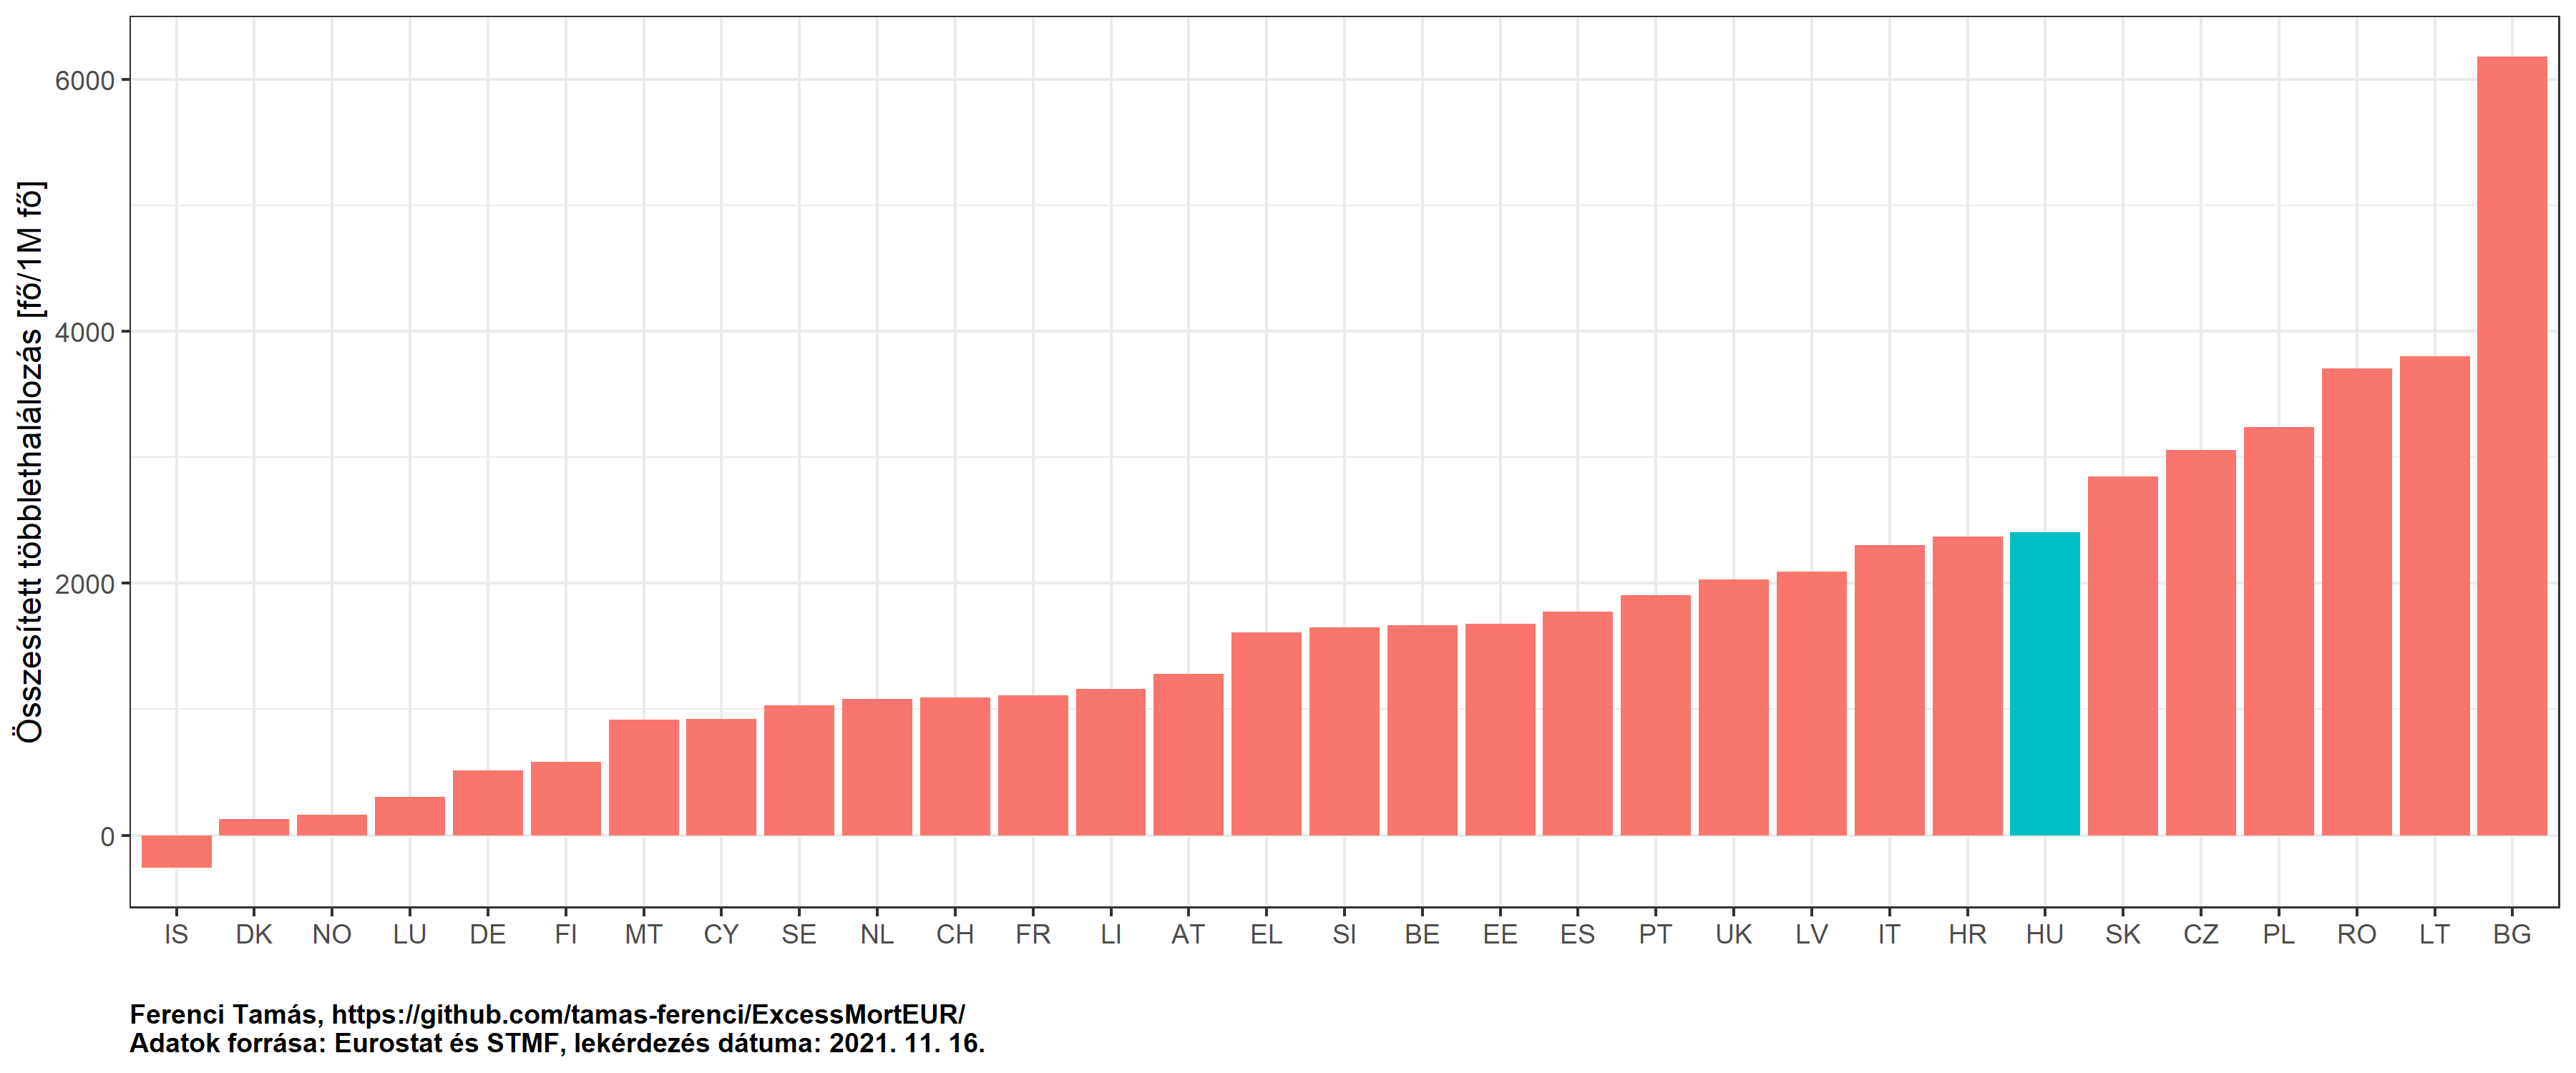 Összesített többlethalálozás [fő/1M fő]
6000
4000
2000
0
IS DK NO LU DE FI MT CY SE NL CH FR LI AT EL SI BE EE ES PT UK LV IT HR HU SK CZ PL RO LT BG
Ferenci Tamás, https://github.com/tamas-ferenci/ExcessMortEUR/
Adatok forrása: Eurostat és STMF, lekérdezés dátuma: 2021. 11. 16.